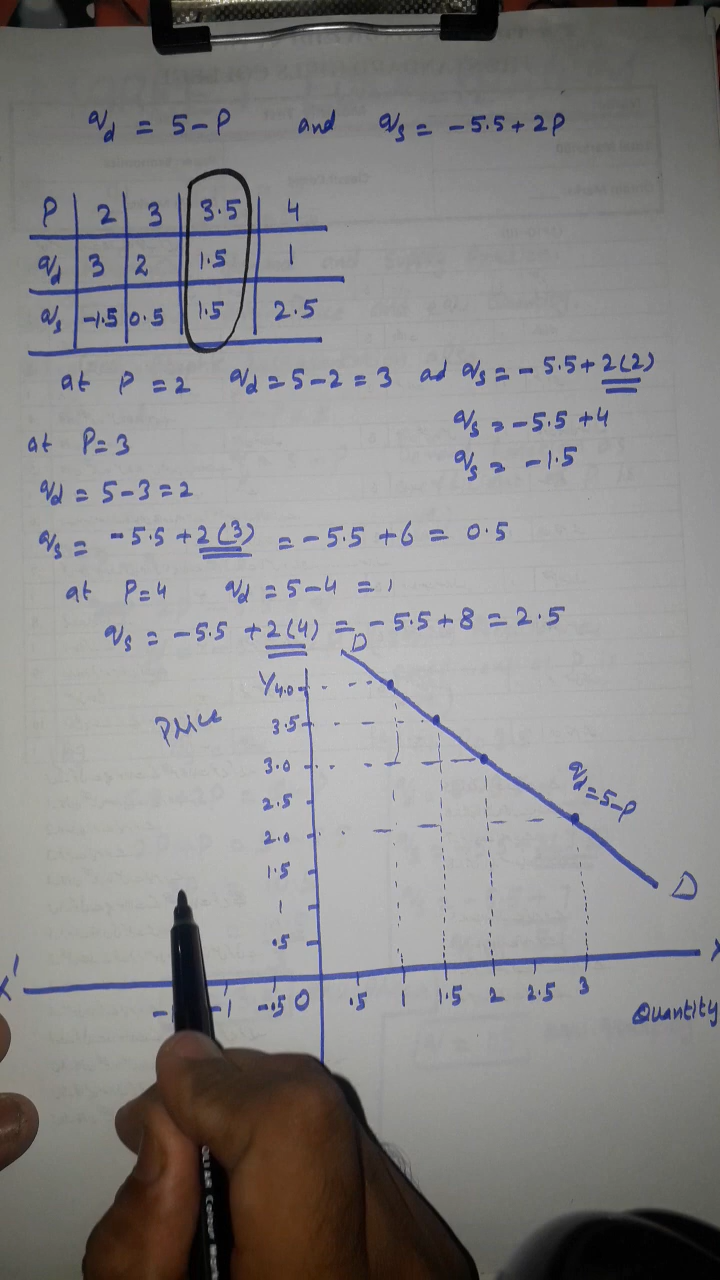 qd = 5-P and qs = -5.5+2P
P 2 3 3.5 4
qd 3 2 1.5 1
qs -1.5 0.5 1.5 2.5
at P = 2 qd = 5-2 = 3 ad qs = -5.5+2(2)
qs = -5.5+4
qs = -1.5
at P=3
qd = 5-3=2
qs = -5.5+2(3) = -5.5+6 = 0.5
at P=4 qd = 5-4 = 1
qs = -5.5+2(4) = -5.5+8 = 2.5
D
Y 4.0
Price
3.5
3.0
2.5
qd=5-P
2.0
1.5
D
1
.5
X' X
-1 -.5 0 .5 1 1.5 2 2.5 3
Quantity